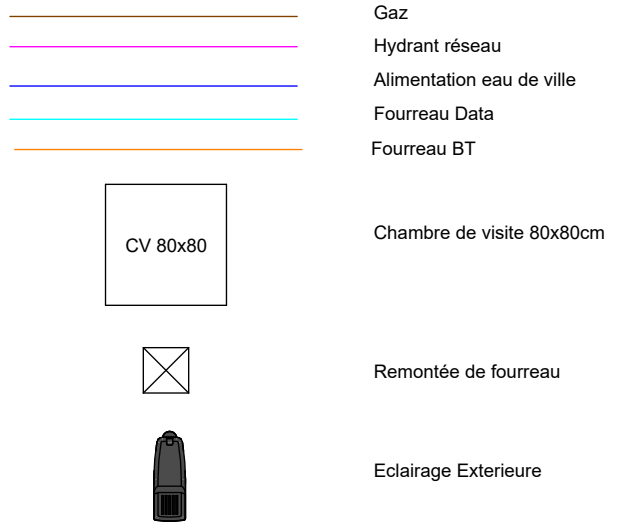 Gaz
Hydrant réseau
Alimentation eau de ville
Fourreau Data
Fourreau BT
CV 80x80
Chambre de visite 80x80cm
Remontée de fourreau
Eclairage Exterieure